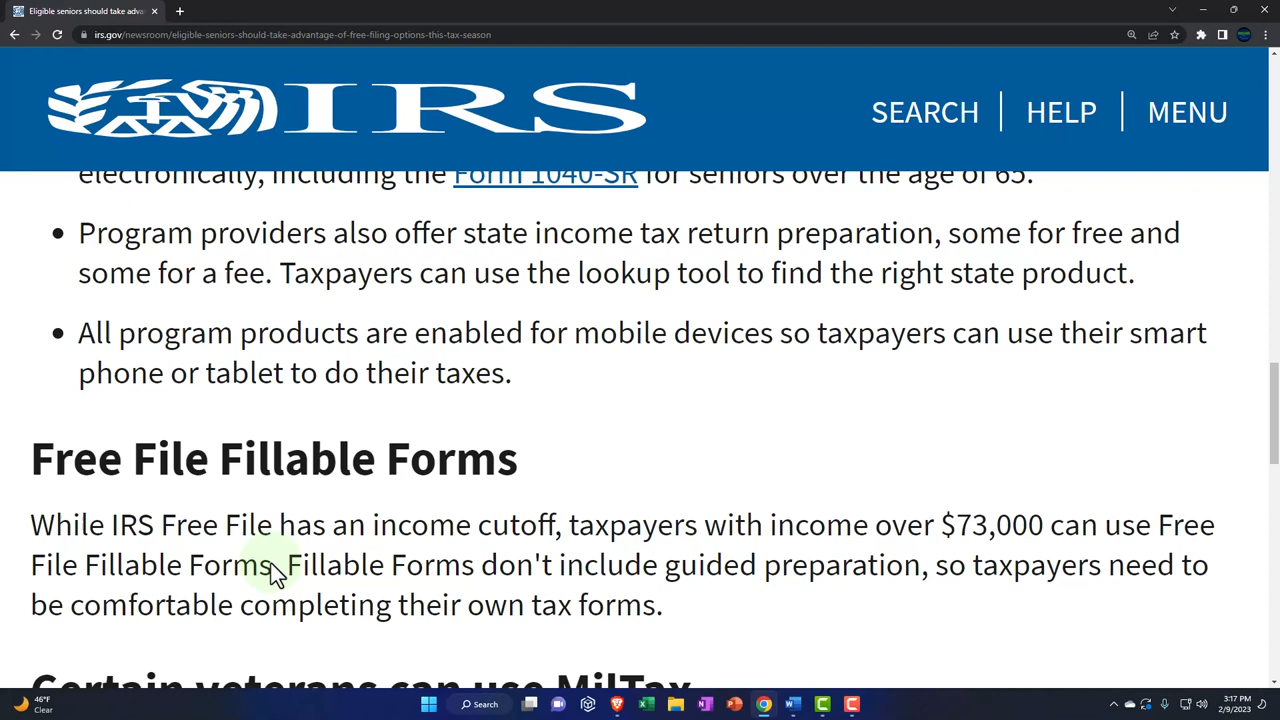 Eligible seniors should take adva
irs.gov/newsroom/eligible-seniors-should-take-advantage-of-free-filing-options-this-tax-season
IRS
SEARCH
HELP
MENU
electronically, including the Form 1040-SR for seniors over the age of 65.
• Program providers also offer state income tax return preparation, some for free and
some for a fee. Taxpayers can use the lookup tool to find the right state product.
• All program products are enabled for mobile devices so taxpayers can use their smart
phone or tablet to do their taxes.
Free File Fillable Forms
While IRS Free File has an income cutoff, taxpayers with income over $73,000 can use Free
File Fillable Forms. Fillable Forms don't include guided preparation, so taxpayers need to
be comfortable completing their own tax forms.
Certain veterans can use MilTax
46°F
Clear
Search
3:17 PM
2/9/2023